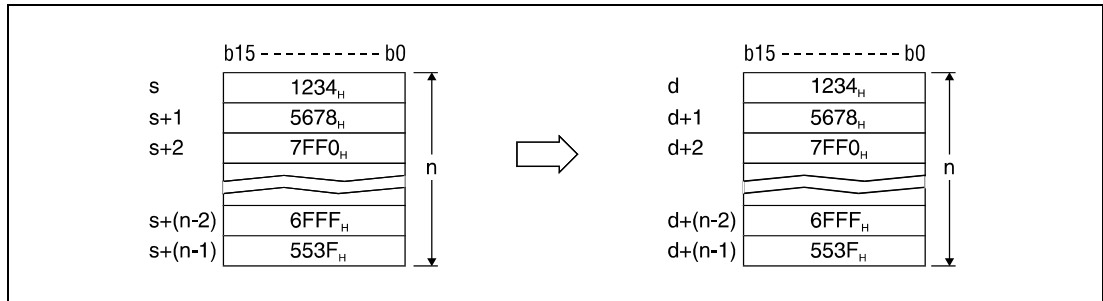 b15 ----------- b0 b15 ----------- b0
s 1234H d 1234H
s+1 5678H d+1 5678H
s+2 7FF0H d+2 7FF0H
n n
s+(n-2) 6FFFH d+(n-2) 6FFFH
s+(n-1) 553FH d+(n-1) 553FH